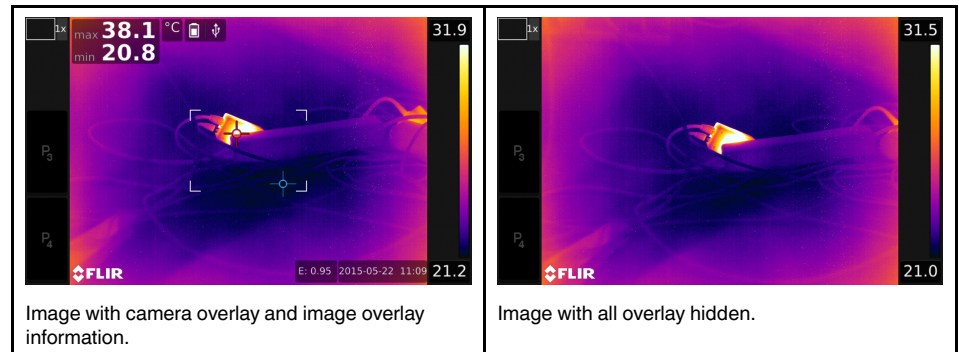 1x
max 38.1 °C
min 20.8
31.9
P3
P4
FLIR
E: 0.95 2015-05-22 11:09
21.2
Image with camera overlay and image overlay
information.
1x
31.5
P3
P4
FLIR
21.0
Image with all overlay hidden.